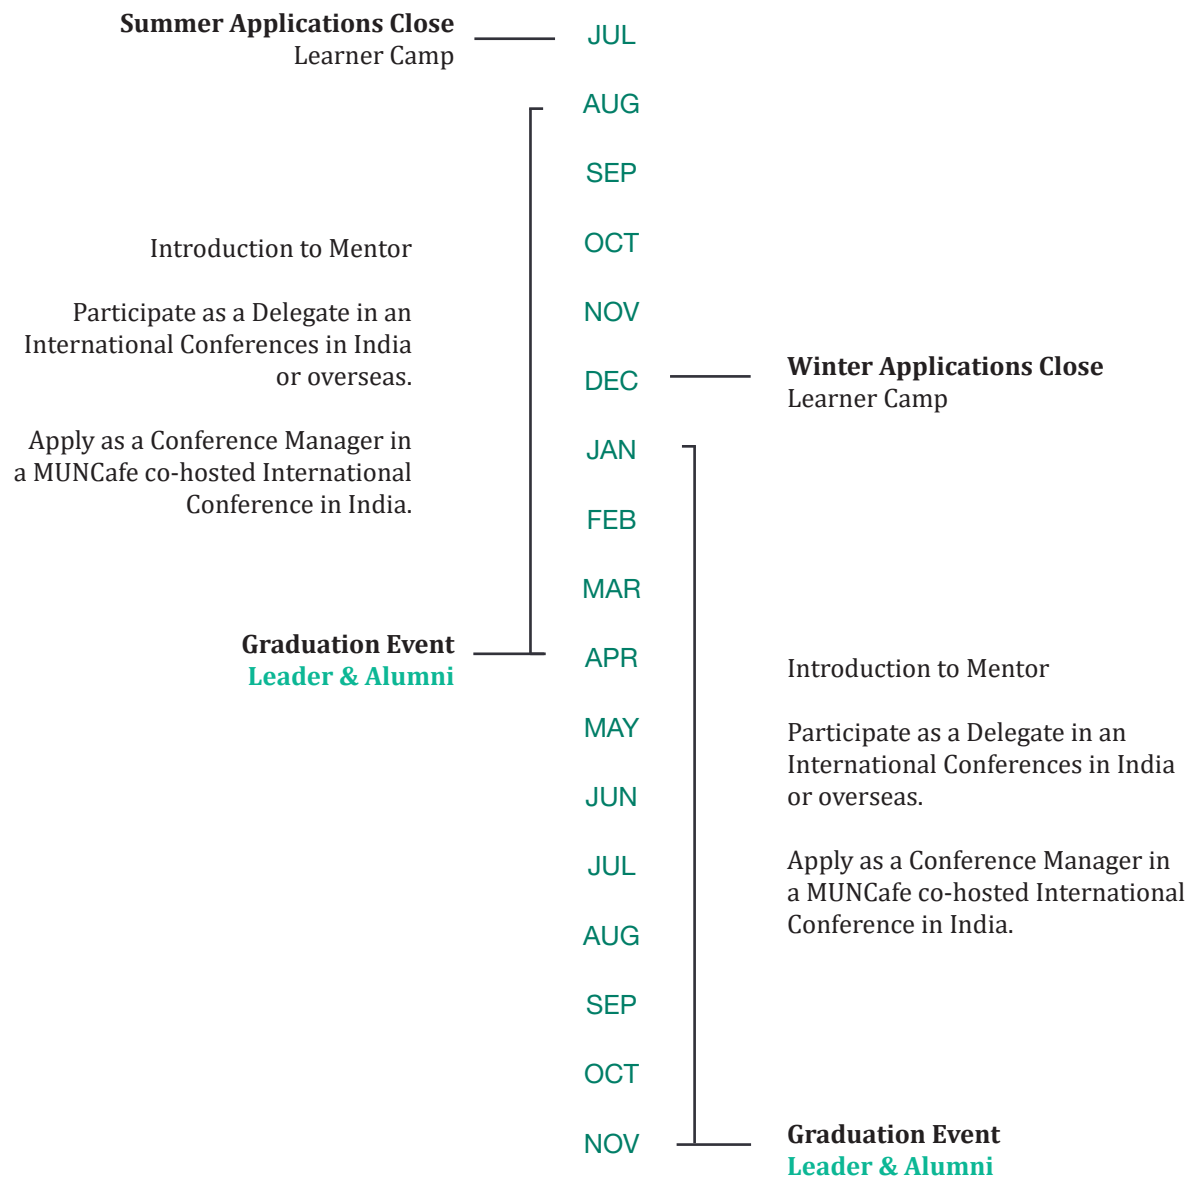 Summer Applications Close
Learner Camp
JUL
AUG
SEP
OCT
Introduction to Mentor
NOV
Participate as a Delegate in an
International Conferences in India
or overseas.
DEC
Winter Applications Close
Learner Camp
JAN
Apply as a Conference Manager in
a MUNCafe co-hosted International
Conference in India.
FEB
MAR
Graduation Event
Leader & Alumni
APR
Introduction to Mentor
MAY
Participate as a Delegate in an
International Conferences in India
or overseas.
JUN
JUL
Apply as a Conference Manager in
a MUNCafe co-hosted International
Conference in India.
AUG
SEP
OCT
NOV
Graduation Event
Leader & Alumni